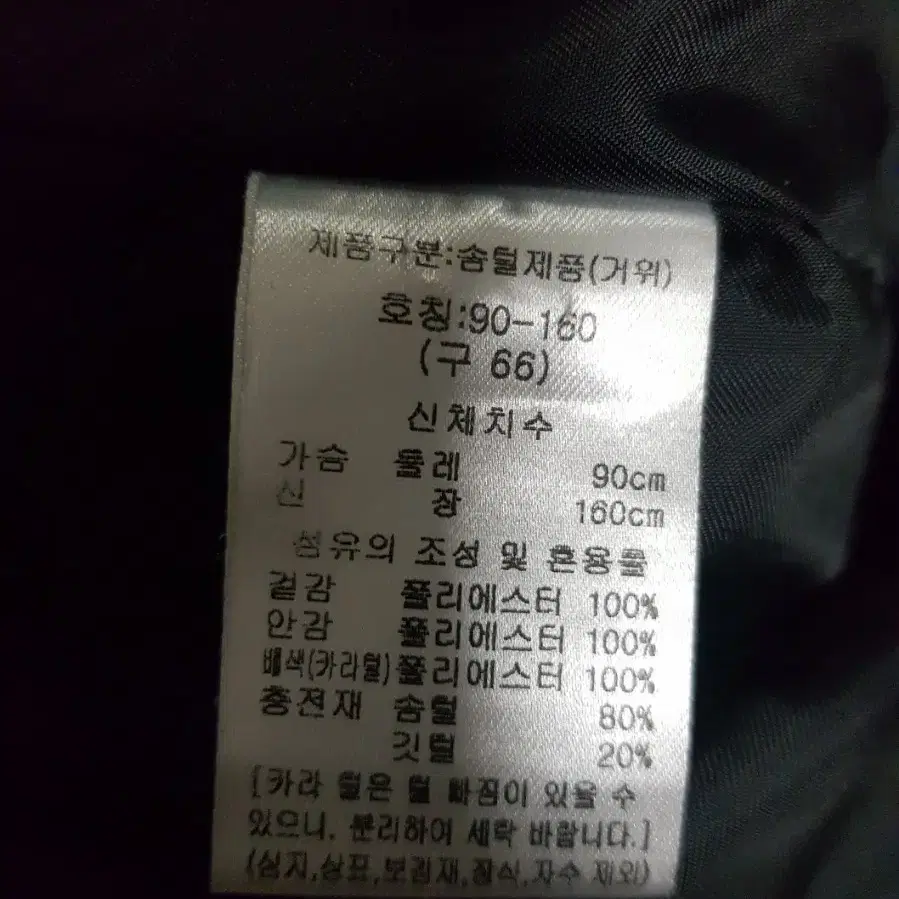 제품구분:솜털제품(거위)
호칭:90-160
(구 66)
신체치수
가슴 둘레 90cm
신 장 160cm
섬유의 조성 및 혼용률
겉감 폴리에스터 100%
안감 폴리에스터 100%
배색(카라털) 폴리에스터 100%
충전재 솜털 80%
깃털 20%
[카라 털은 털 빠짐이 있을 수
있으니, 분리하여 세탁 바랍니다.]
(심지,상표,보강재,장식,자수 제외)